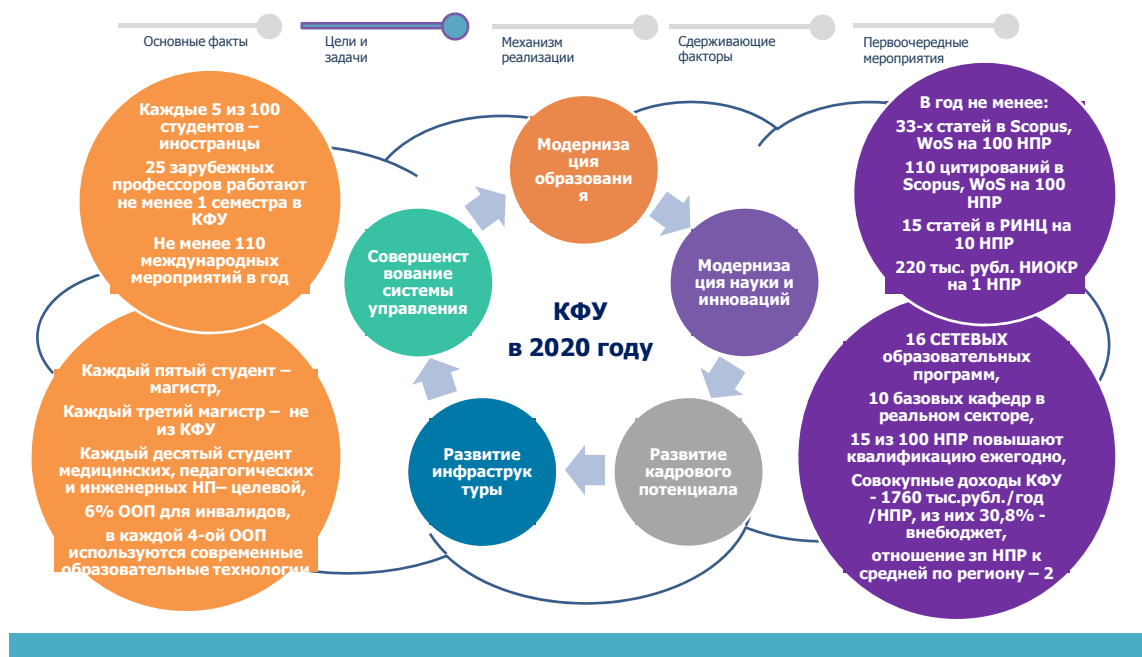 Основные факты
Цели и
задачи
Механизм
реализации
Сдерживающие
факторы
Первоочередные
мероприятия
Каждые 5 из 100
студентов –
иностранцы
25 зарубежных
профессоров работают
не менее 1 семестра в
КФУ
Не менее 110
международных
мероприятий в год
Каждый пятый студент –
магистр,
Каждый третий магистр – не
из КФУ
Каждый десятый студент
медицинских, педагогических
и инженерных НП– целевой,
6% ООП для инвалидов,
в каждой 4-ой ООП
используются современные
образовательные технологии
Модерниза
ция
образовани
я
Совершенст
вование
системы
управления
Модерниза
ция науки и
инноваций
КФУ
в 2020 году
Развитие
инфраструк
туры
Развитие
кадрового
потенциала
В год не менее:
33-х статей в Scopus,
WoS на 100 НПР
110 цитирований в
Scopus, WoS на 100
НПР
15 статей в РИНЦ на
10 НПР
220 тыс. рубл. НИОКР
на 1 НПР
16 СЕТЕВЫХ
образовательных
программ,
10 базовых кафедр в
реальном секторе,
15 из 100 НПР повышают
квалификацию ежегодно,
Совокупные доходы КФУ
- 1760 тыс.рубл./год
/НПР, из них 30,8% -
внебюджет,
отношение зп НПР к
средней по региону – 2